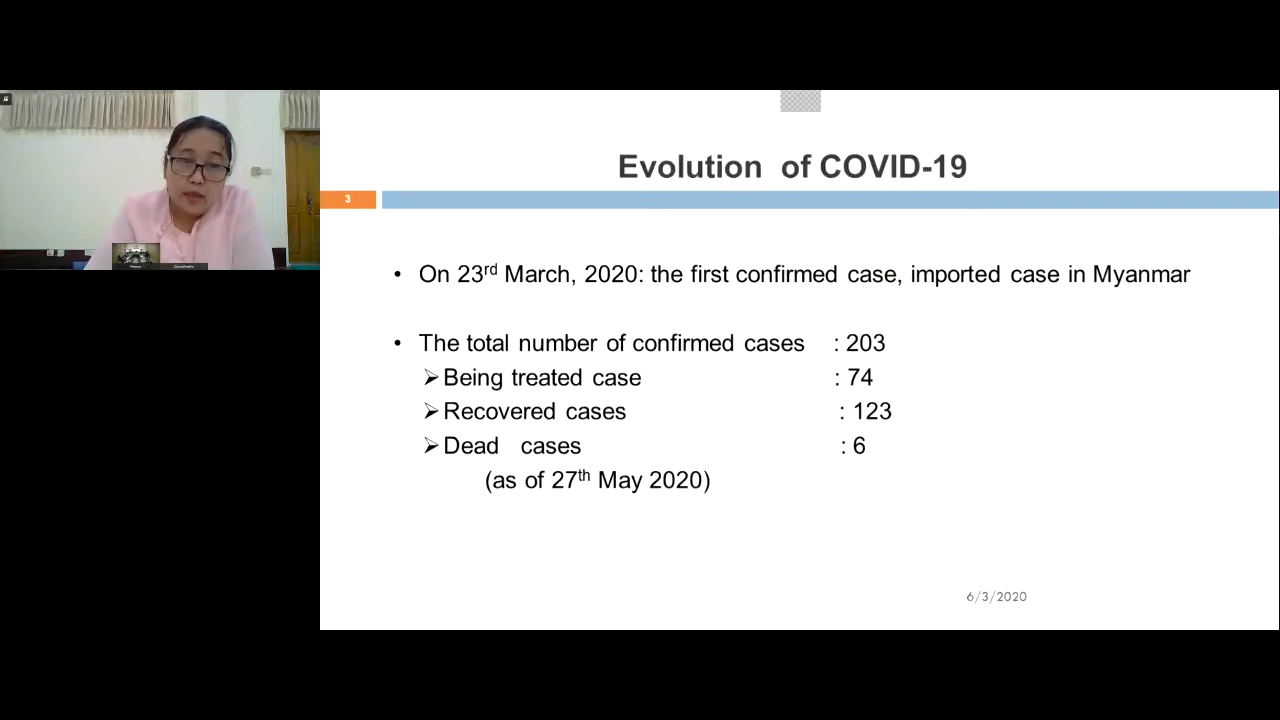 Evolution of COVID-19
3
• On 23rd March, 2020: the first confirmed case, imported case in Myanmar
• The total number of confirmed cases : 203
➢Being treated case : 74
➢Recovered cases : 123
➢Dead cases : 6
(as of 27th May 2020)
6/3/2020